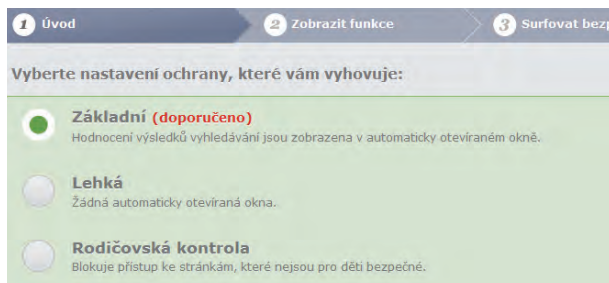 1 Úvod 2 Zobrazit funkce 3 Surfovat
Vyberte nastavení ochrany, které vám vyhovuje:
Základní (doporučeno)
Hodnocení výsledků vyhledávání jsou zobrazena v automaticky otevíraném okně.
Lehká
Žádná automaticky otevíraná okna.
Rodičovská kontrola
Blokuje přístup ke stránkám, které nejsou pro děti bezpečné.